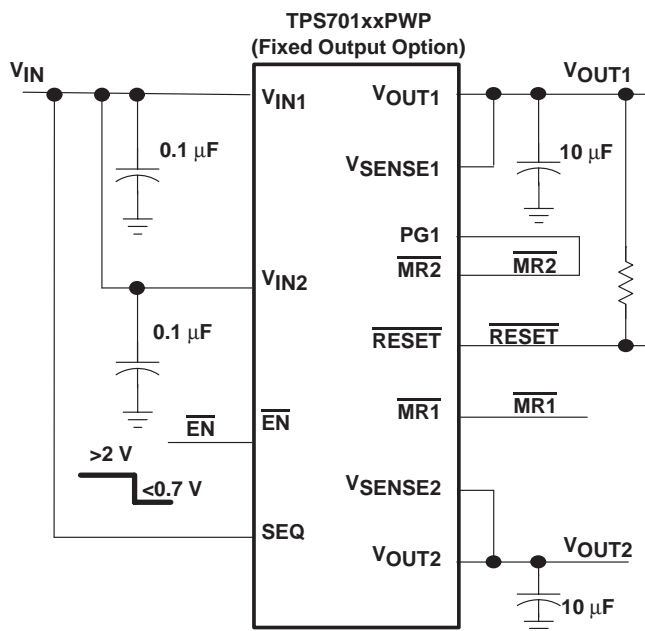 TPS701xxPWP
(Fixed Output Option)
VIN
VIN1
VOUT1
VOUT1
0.1 μF
10 μF
VSENSE1
PG1
MR2
MR2
VIN2
0.1 μF
RESET
RESET
EN
EN
MR1
MR1
>2 V
<0.7 V
VSENSE2
SEQ
VOUT2
VOUT2
10 μF